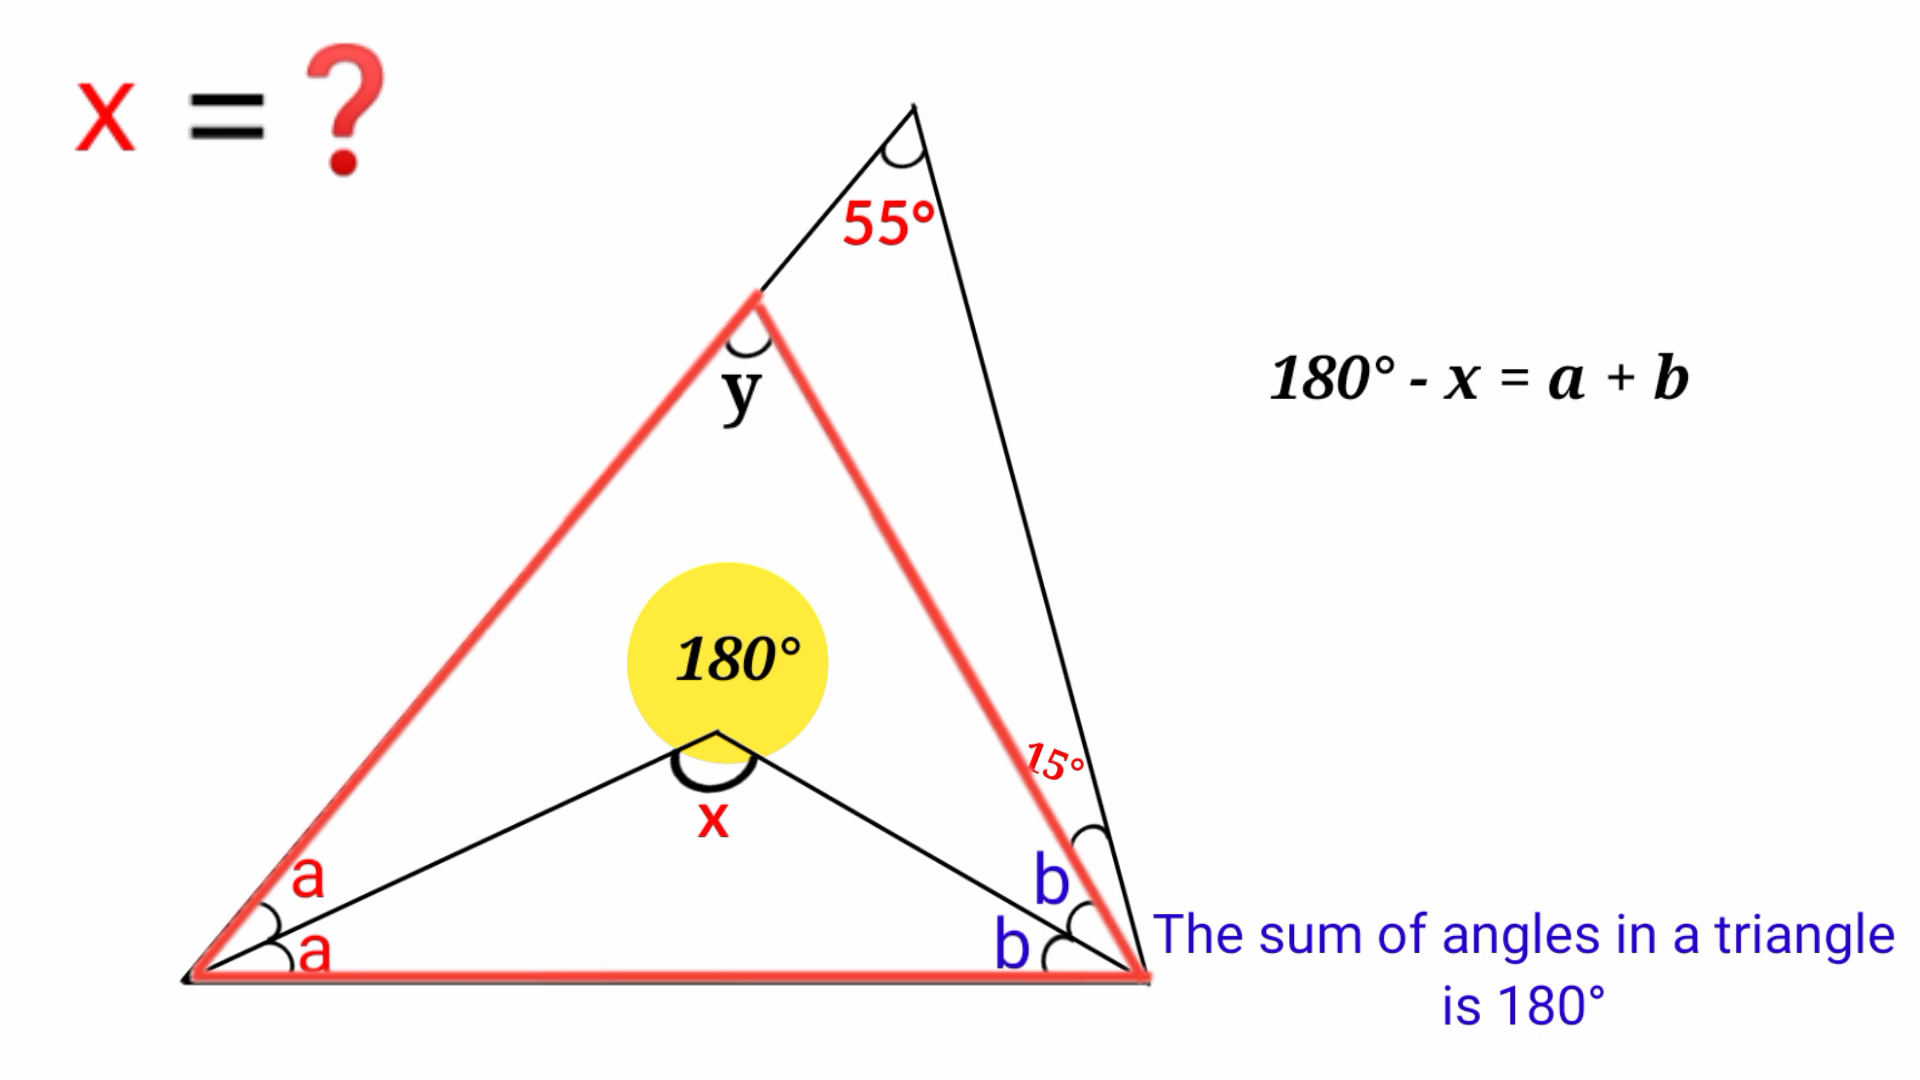 x = ?
55°
y
180° - x = a + b
180°
15°
x
a
b
a
b
The sum of angles in a triangle
is 180°